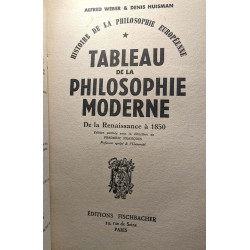 ALFRED WEBER & DENIS HUISMAN
HISTOIRE DE LA PHILOSOPHIE EUROPÉENNE
*
TABLEAU
DE LA
PHILOSOPHIE
MODERNE
De la Renaissance à 1850
ÉDITIONS FISCHBACHER
33, rue de Seine,
PARIS